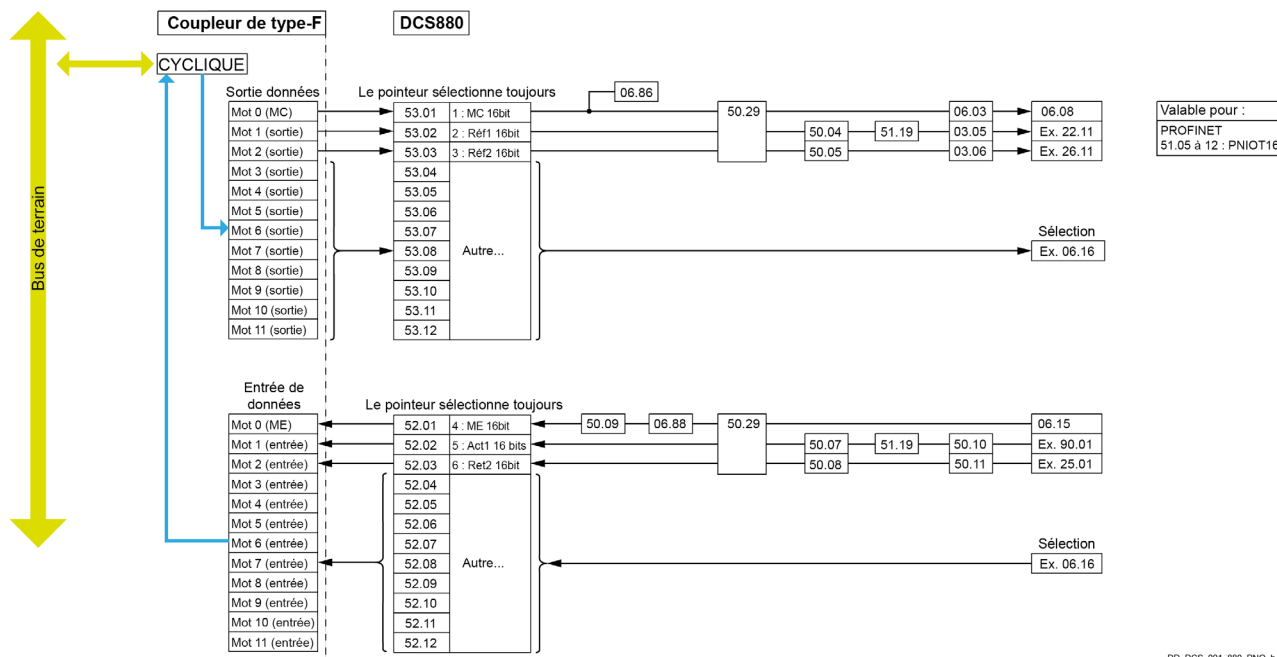 Coupleur de type-F DCS880
CYCLIQUE
Bus de terrain
Sortie données Le pointeur sélectionne toujours
06.86
Mot 0 (MC) 53.01 1 : MC 16bit 50.29 06.03 06.08
Mot 1 (sortie) 53.02 2 : Réf1 16bit 50.04 51.19 03.05 Ex. 22.11
Mot 2 (sortie) 53.03 3 : Réf2 16bit 50.05 03.06 Ex. 26.11
Mot 3 (sortie) 53.04
Mot 4 (sortie) 53.05
Mot 5 (sortie) 53.06
Mot 6 (sortie) 53.07 Sélection
Mot 7 (sortie) 53.08 Autre... Ex. 06.16
Mot 8 (sortie) 53.09
Mot 9 (sortie) 53.10
Mot 10 (sortie) 53.11
Mot 11 (sortie) 53.12
Valable pour :
PROFINET
51.05 à 12 : PNIOT16
Entrée de
données Le pointeur sélectionne toujours
Mot 0 (ME) 52.01 4 : ME 16bit 50.09 06.88 50.29 06.15
Mot 1 (entrée) 52.02 5 : Act1 16 bits 50.07 51.19 50.10 Ex. 90.01
Mot 2 (entrée) 52.03 6 : Ret2 16bit 50.08 50.11 Ex. 25.01
Mot 3 (entrée) 52.04
Mot 4 (entrée) 52.05
Mot 5 (entrée) 52.06
Mot 6 (entrée) 52.07 Sélection
Mot 7 (entrée) 52.08 Autre... Ex. 06.16
Mot 8 (entrée) 52.09
Mot 9 (entrée) 52.10
Mot 10 (entrée) 52.11
Mot 11 (entrée) 52.12